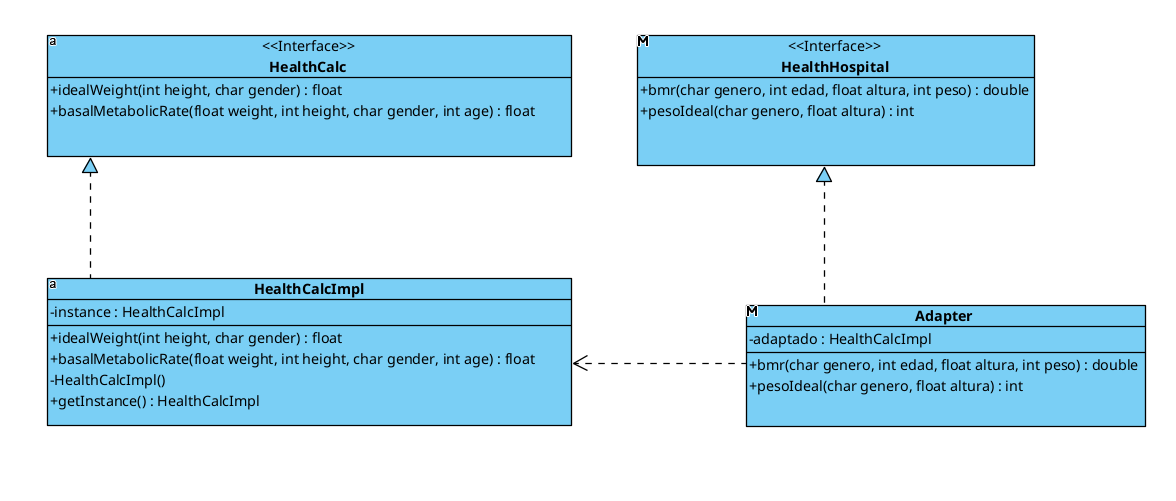 a
<<Interface>>
HealthCalc
+idealWeight(int height, char gender) : float
+basalMetabolicRate(float weight, int height, char gender, int age) : float
M
<<Interface>>
HealthHospital
+bmr(char genero, int edad, float altura, int peso) : double
+pesoIdeal(char genero, float altura) : int
a
HealthCalcImpl
-instance : HealthCalcImpl
+idealWeight(int height, char gender) : float
+basalMetabolicRate(float weight, int height, char gender, int age) : float
-HealthCalcImpl()
+getInstance() : HealthCalcImpl
M
Adapter
-adaptado : HealthCalcImpl
+bmr(char genero, int edad, float altura, int peso) : double
+pesoIdeal(char genero, float altura) : int